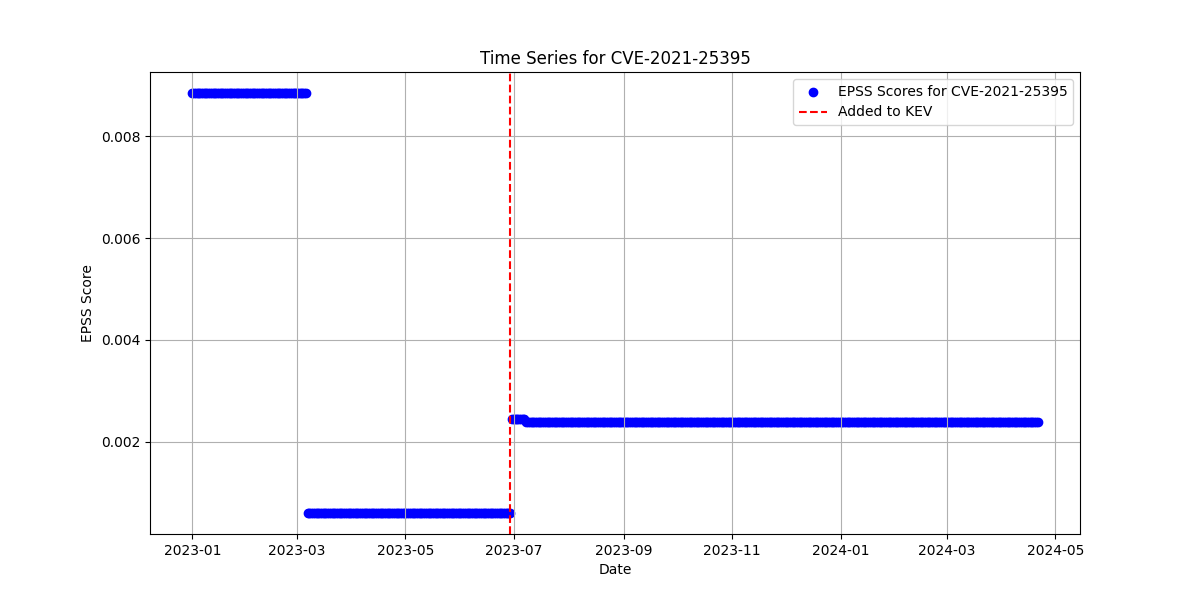 Time Series for CVE-2021-25395
EPSS Scores for CVE-2021-25395
Added to KEV
EPSS Score
0.008
0.006
0.004
0.002
2023-01 2023-03 2023-05 2023-07 2023-09 2023-11 2024-01 2024-03 2024-05
Date